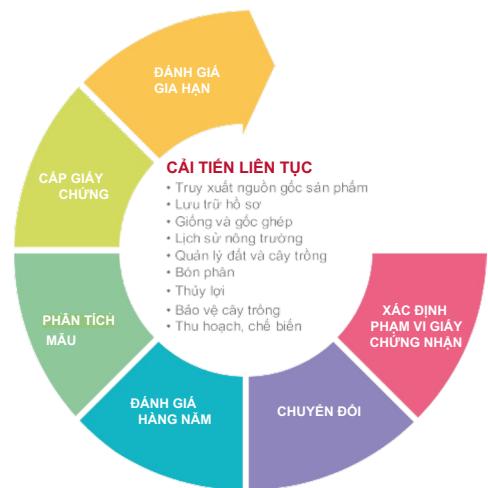 ĐÁNH GIÁ
GIA HẠN
CẤP GIẤY
CHỨNG
CẢI TIẾN LIÊN TỤC
• Truy xuất nguồn gốc sản phẩm
• Lưu trữ hồ sơ
• Giống và gốc ghép
• Lịch sử nông trường
• Quản lý đất và cây trồng
• Bón phân
• Thủy lợi
• Bảo vệ cây trồng
• Thu hoạch, chế biến
PHÂN TÍCH
MẪU
XÁC ĐỊNH
PHẠM VI GIẤY
CHỨNG NHẬN
ĐÁNH GIÁ
HÀNG NĂM
CHUYỂN ĐỔI